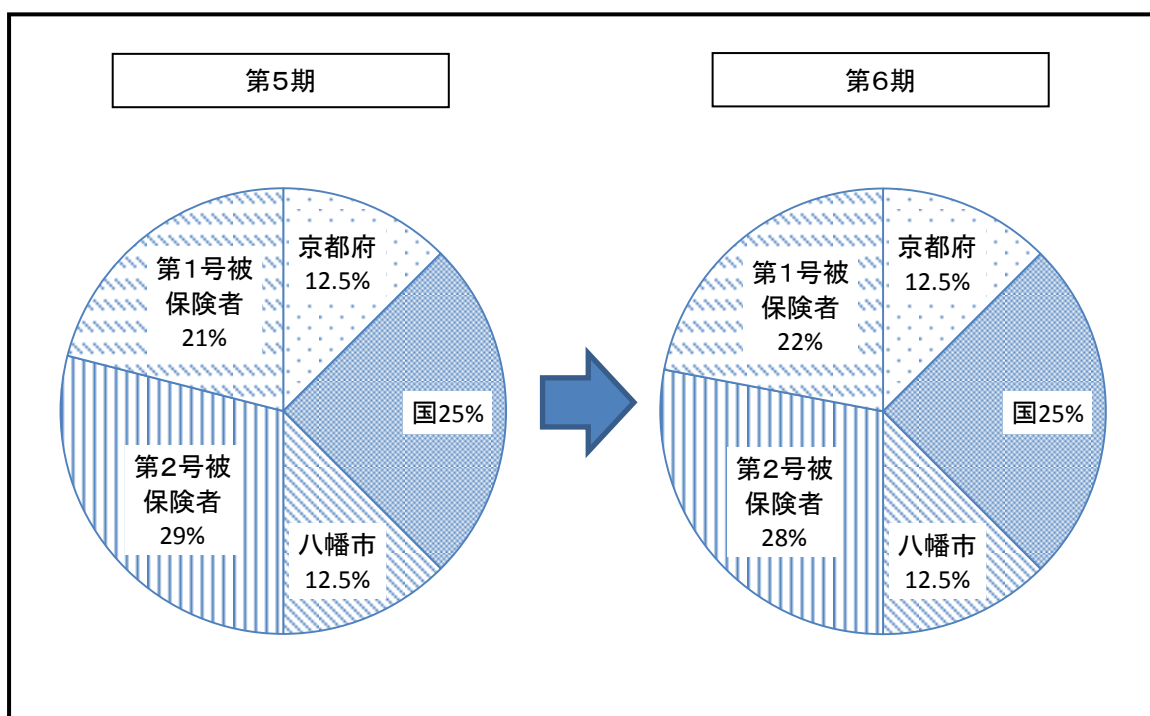 第5期
京都府
12.5%
国25%
八幡市
12.5%
第2号被
保険者
29%
第1号被
保険者
21%
第6期
京都府
12.5%
国25%
八幡市
12.5%
第2号被
保険者
28%
第1号被
保険者
22%